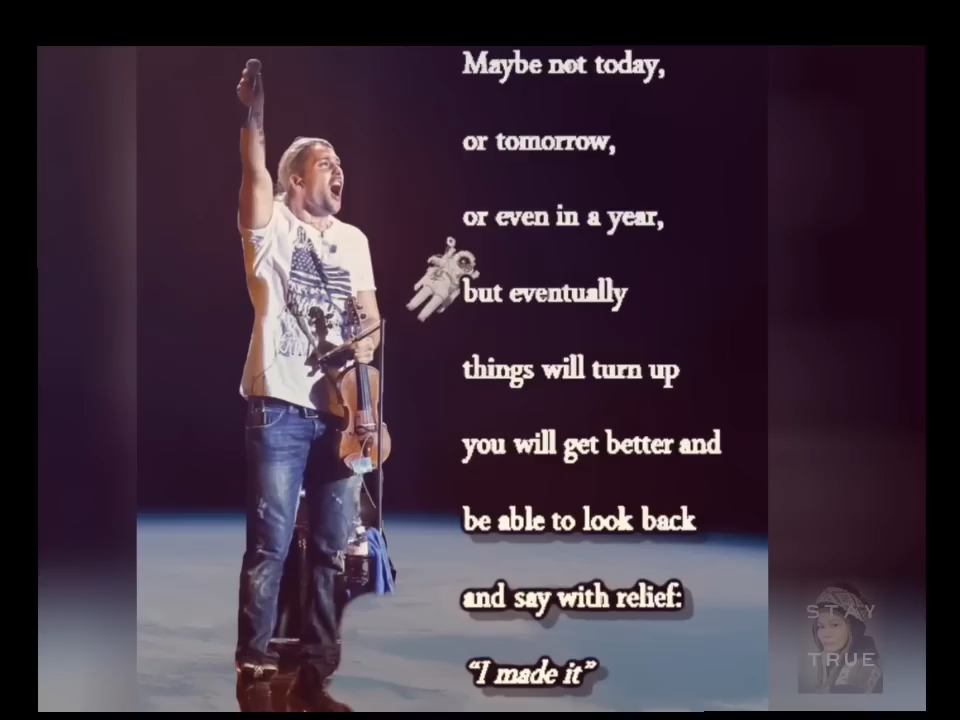 Maybe not today,
or tomorrow,
or even in a year,
but eventually
things will turn up
you will get better and
be able to look back
and say with relief:
“I made it”
STAY
TRUE